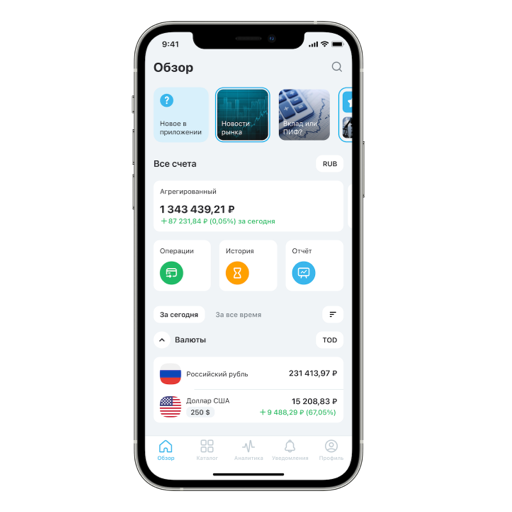 9:41
Обзор
Новое в
приложении
Новости
рынка
Вклад или
ПИФ?
Все счета
RUB
Агрегированный
1 343 439,21 ₽
+ 87 231,84 ₽ (0,05%) за сегодня
Операции
История
Отчёт
За сегодня
За все время
Валюты
TOD
Российский рубль
231 413,97 ₽
Доллар США
15 208,83 ₽
250 $
+ 9 488,29 ₽ (67,05%)
Обзор
Каталог
Аналитика
Уведомления
Профиль